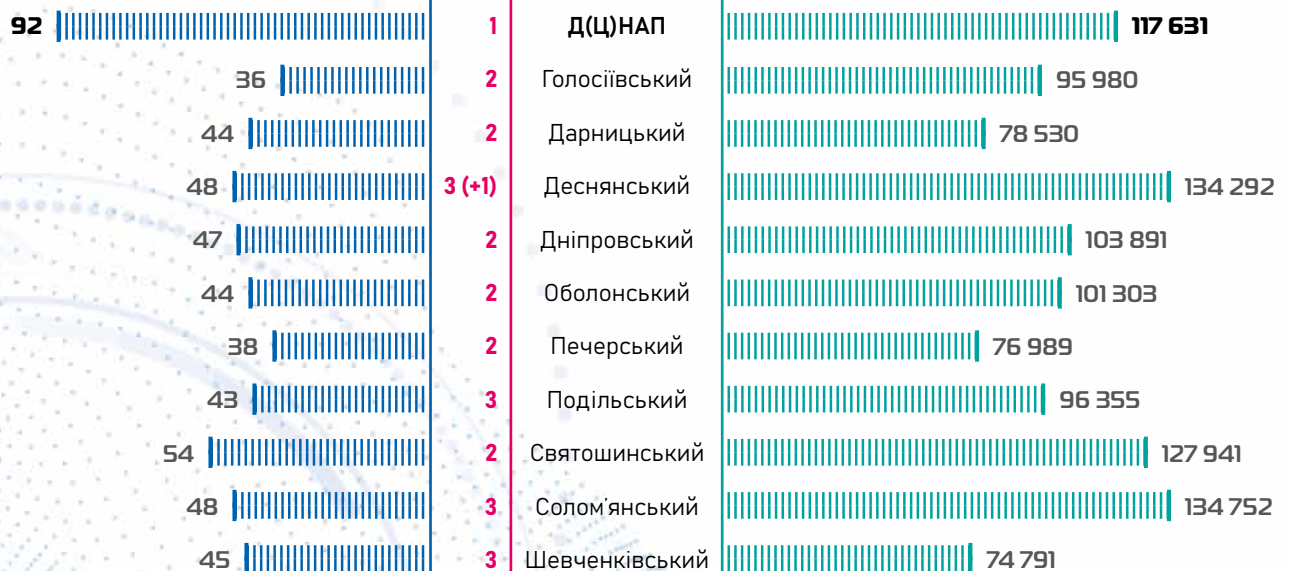 92 1 Д(Ц)НАП 117 631
36 2 Голосіївський 95 980
44 2 Дарницький 78 530
48 3 (+1) Деснянський 134 292
47 2 Дніпровський 103 891
44 2 Оболонський 101 303
38 2 Печерський 76 989
43 3 Подільський 96 355
54 2 Святошинський 127 941
48 3 Солом’янський 134 752
45 3 Шевченківський 74 791